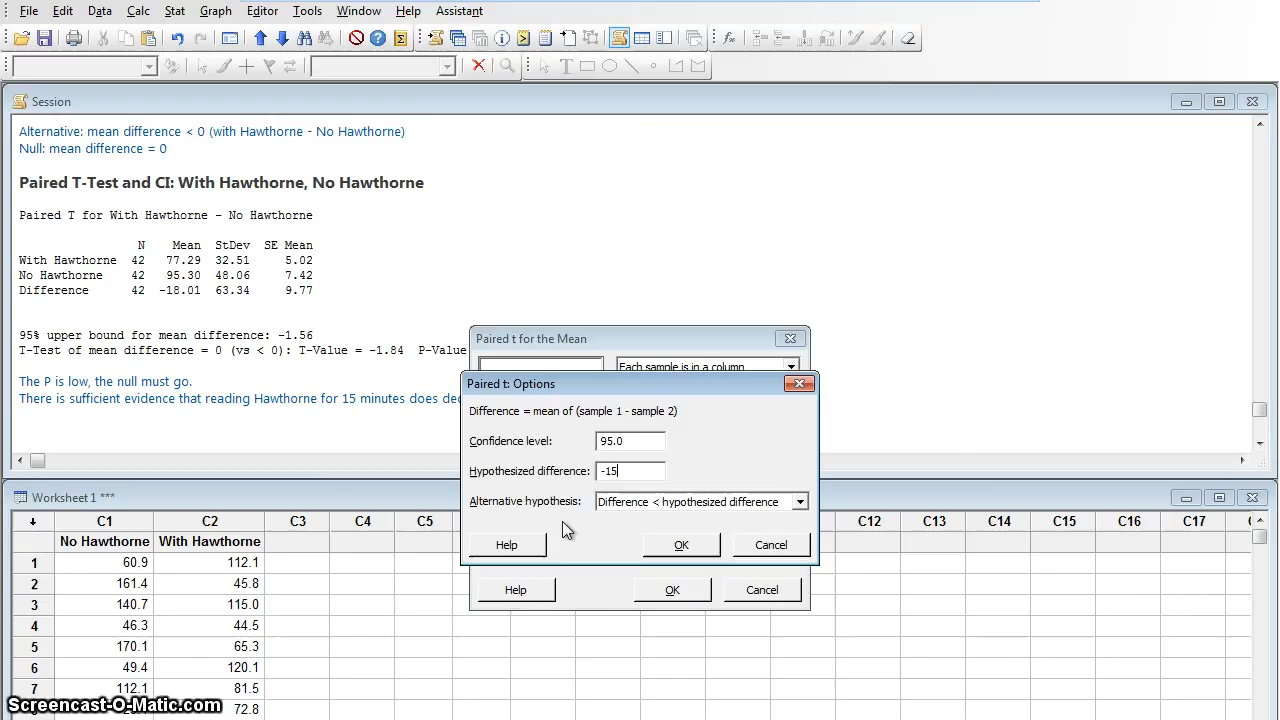 File Edit Data Calc Stat Graph Editor Tools Window Help Assistant
Session
Alternative: mean difference < 0 (with Hawthorne - No Hawthorne)
Null: mean difference = 0
Paired T-Test and CI: With Hawthorne, No Hawthorne
Paired T for With Hawthorne - No Hawthorne
N Mean StDev SE Mean
With Hawthorne 42 77.29 32.51 5.02
No Hawthorne 42 95.30 48.06 7.42
Difference 42 -18.01 63.34 9.77
95% upper bound for mean difference: -1.56
T-Test of mean difference = 0 (vs < 0): T-Value = -1.84 P-Value
The P is low, the null must go.
There is sufficient evidence that reading Hawthorne for 15 minutes does dec
Paired t for the Mean
Each sample is in a column
Paired t: Options
Difference = mean of (sample 1 - sample 2)
Confidence level: 95.0
Hypothesized difference: -15
Alternative hypothesis: Difference < hypothesized difference
Help OK Cancel
Help OK Cancel
Worksheet 1 ***
C1 C2 C3 C4 C5 C12 C13 C14 C15 C16 C17
No Hawthorne With Hawthorne
1 60.9 112.1
2 161.4 45.8
3 140.7 115.0
4 46.3 44.5
5 170.1 65.3
6 49.4 120.1
7 112.1 81.5
72.8
Screencast-O-Matic.com